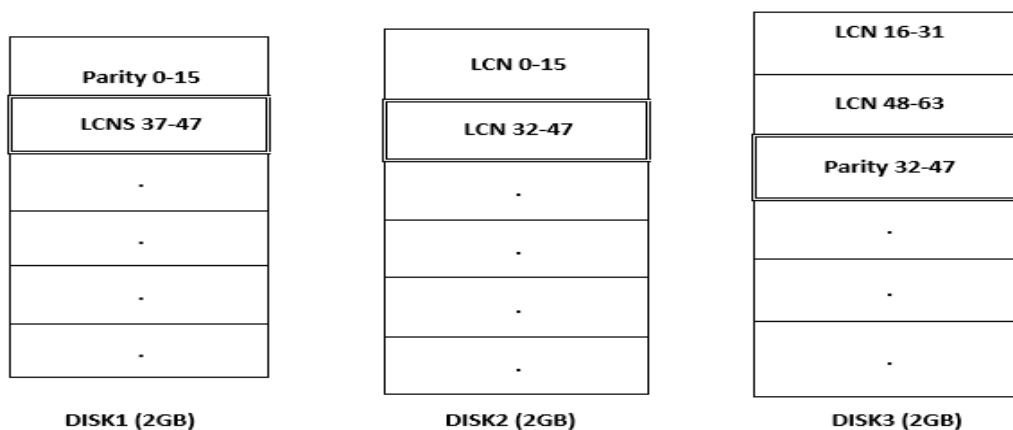 Parity 0-15
LCNS 37-47
.
.
.
.
DISK1 (2GB)
LCN 0-15
LCN 32-47
.
.
.
.
DISK2 (2GB)
LCN 16-31
LCN 48-63
Parity 32-47
.
.
.
DISK3 (2GB)